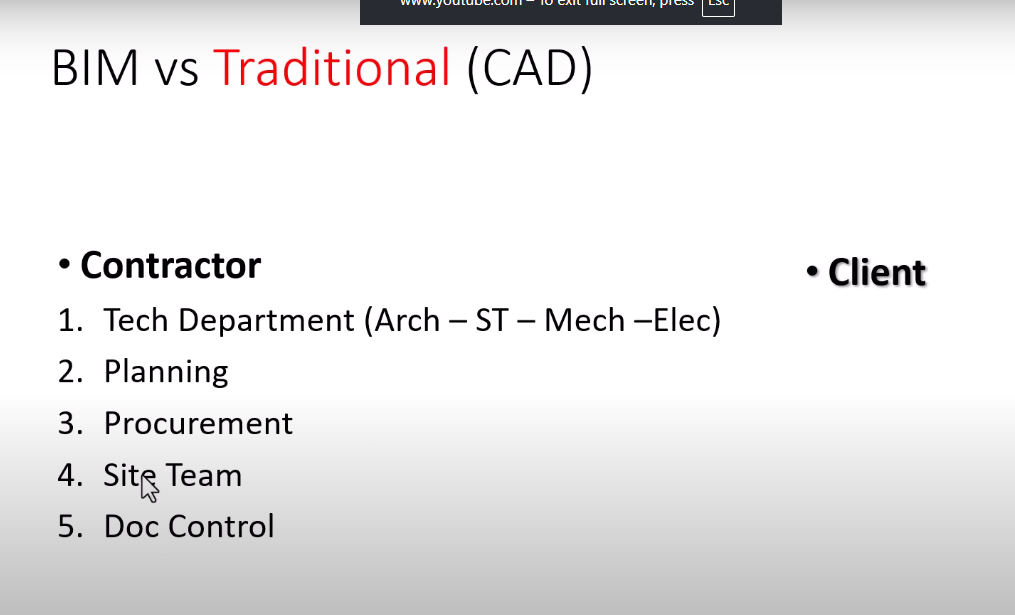 www.youtube.com – To exit full screen, press Esc
BIM vs Traditional (CAD)
• Contractor
1. Tech Department (Arch – ST – Mech –Elec)
2. Planning
3. Procurement
4. Site Team
5. Doc Control
• Client